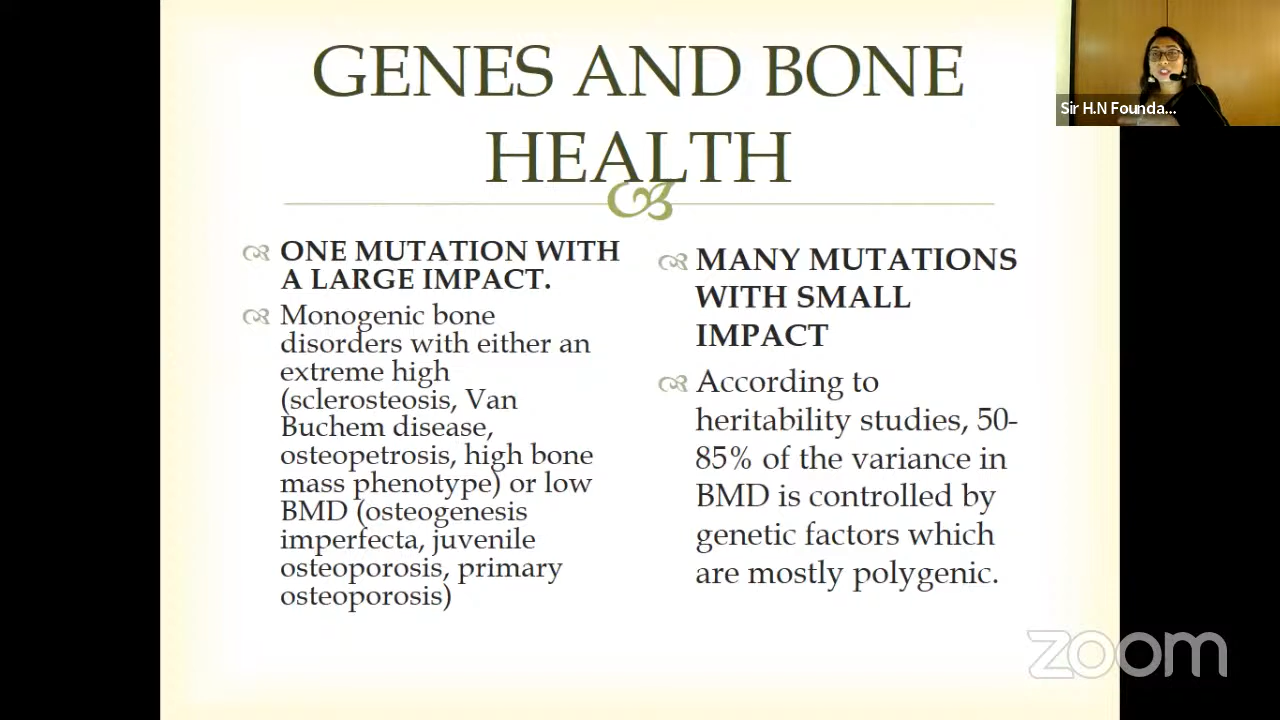 GENES AND BONE
HEALTH
ONE MUTATION WITH
A LARGE IMPACT.
Monogenic bone
disorders with either an
extreme high
(sclerosteosis, Van
Buchem disease,
osteopetrosis, high bone
mass phenotype) or low
BMD (osteogenesis
imperfecta, juvenile
osteoporosis, primary
osteoporosis)
MANY MUTATIONS
WITH SMALL
IMPACT
According to
heritability studies, 50-
85% of the variance in
BMD is controlled by
genetic factors which
are mostly polygenic.
Sir H.N Founda...
zoom